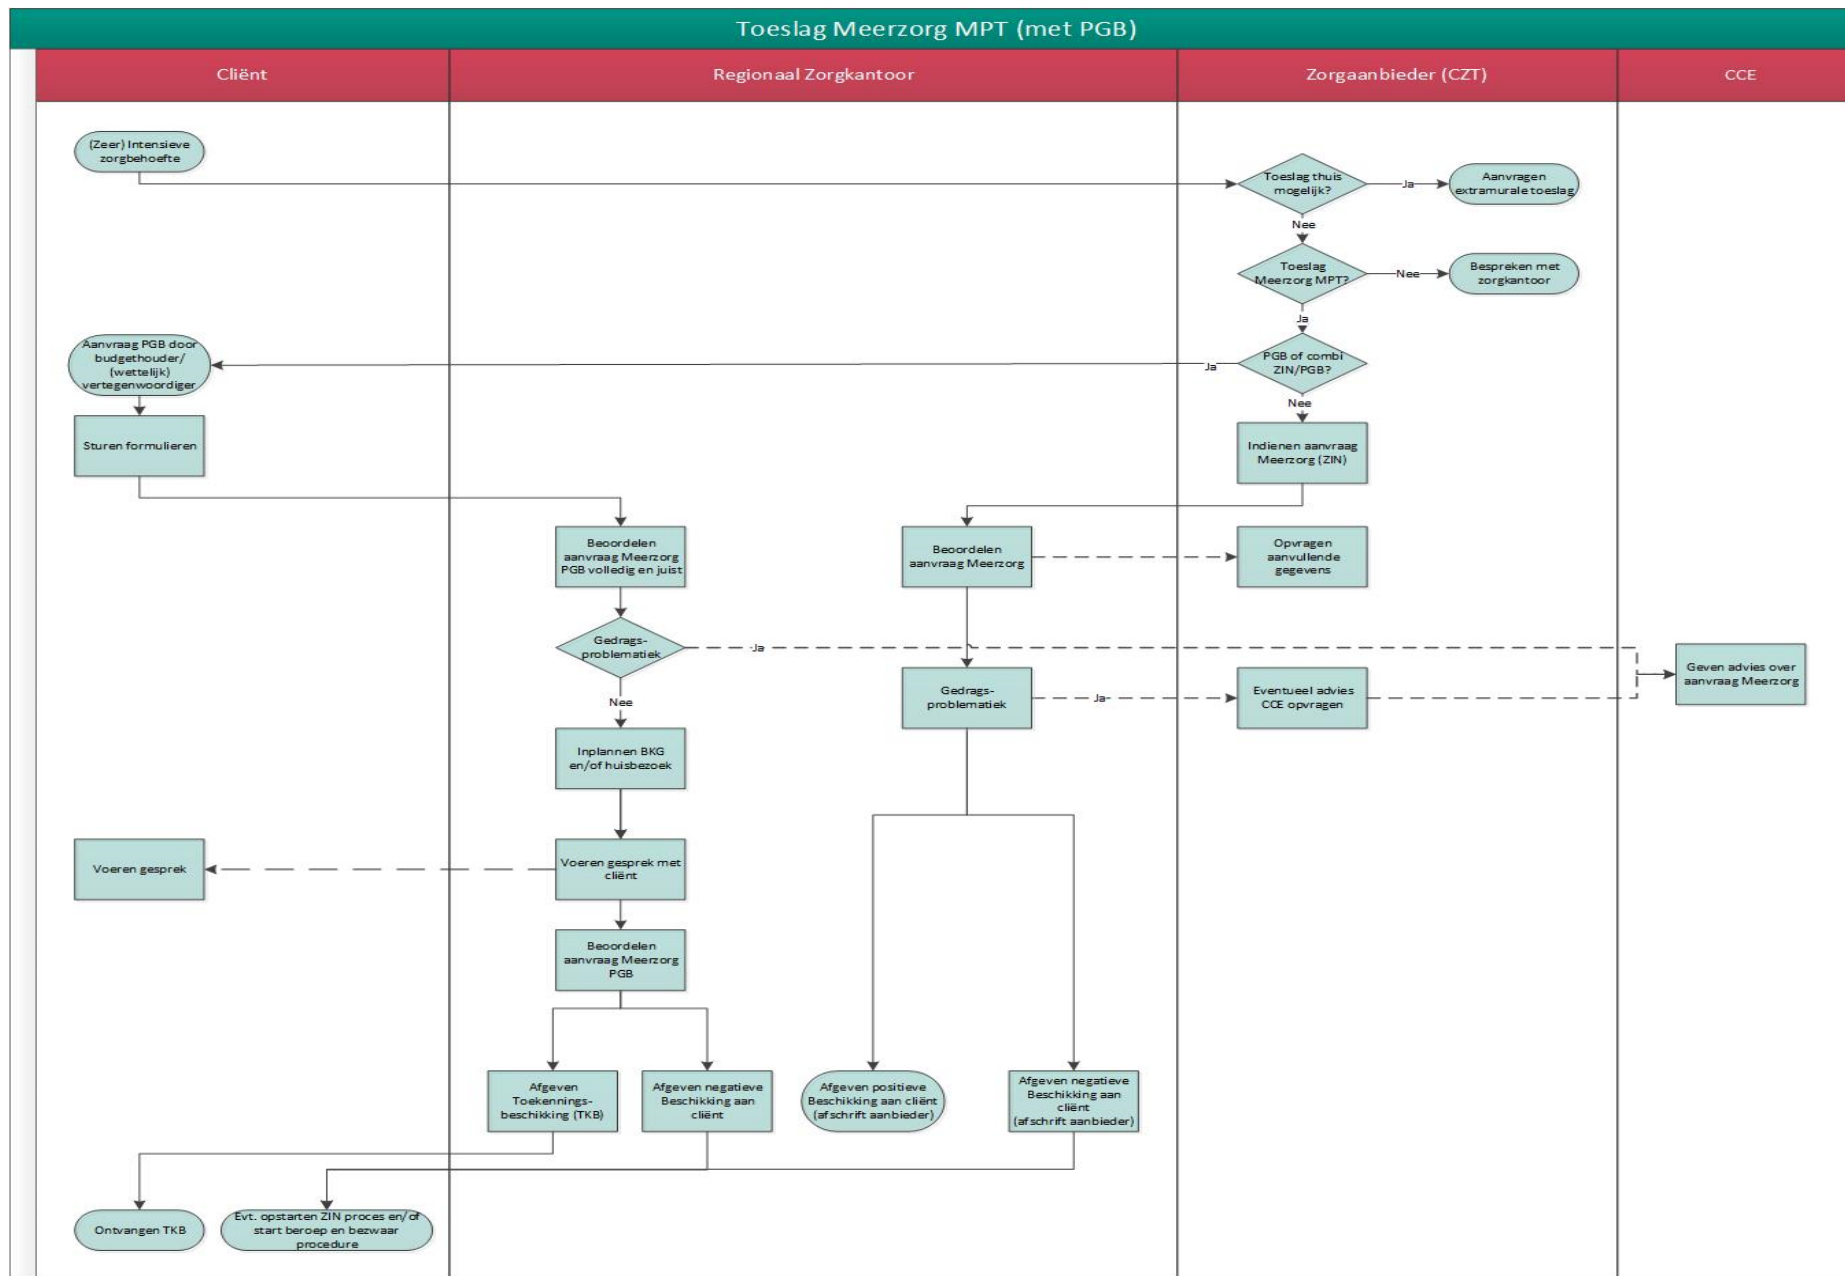 Toeslag Meerzorg MPT (met PGB)
Cliënt
Regionaal Zorgkantoor
Zorgaanbieder (CZT)
CCE
(Zeer) Intensieve
zorgbehoefte
Toeslag thuis
mogelijk?
Ja
Aanvragen
extramurale toeslag
Nee
Toeslag
Meerzorg MPT?
Nee
Bespreken met
zorgkantoor
Ja
Aanvraag PGB door
budgethouder/
(wettelijk)
vertegenwoordiger
Ja
PGB of combi
ZIN/PGB?
Nee
Sturen formulieren
Indienen aanvraag
Meerzorg (ZIN)
Beoordelen
aanvraag Meerzorg
PGB volledig en juist
Beoordelen
aanvraag Meerzorg
Opvragen
aanvullende
gegevens
Gedrags-
problematiek
Ja
Geven advies over
aanvraag Meerzorg
Nee
Gedrags-
problematiek
Ja
Eventueel advies
CCE opvragen
Inplannen BKG
en/of huisbezoek
Voeren gesprek
Voeren gesprek met
cliënt
Beoordelen
aanvraag Meerzorg
PGB
Afgeven
Toekennings-
beschikking (TKB)
Afgeven negatieve
Beschikking aan
cliënt
Afgeven positieve
Beschikking aan cliënt
(afschrift aanbieder)
Afgeven negatieve
Beschikking aan
cliënt
(afschrift aanbieder)
Ontvangen TKB
Evt. opstarten ZIN proces en/of
start beroep en bezwaar
procedure